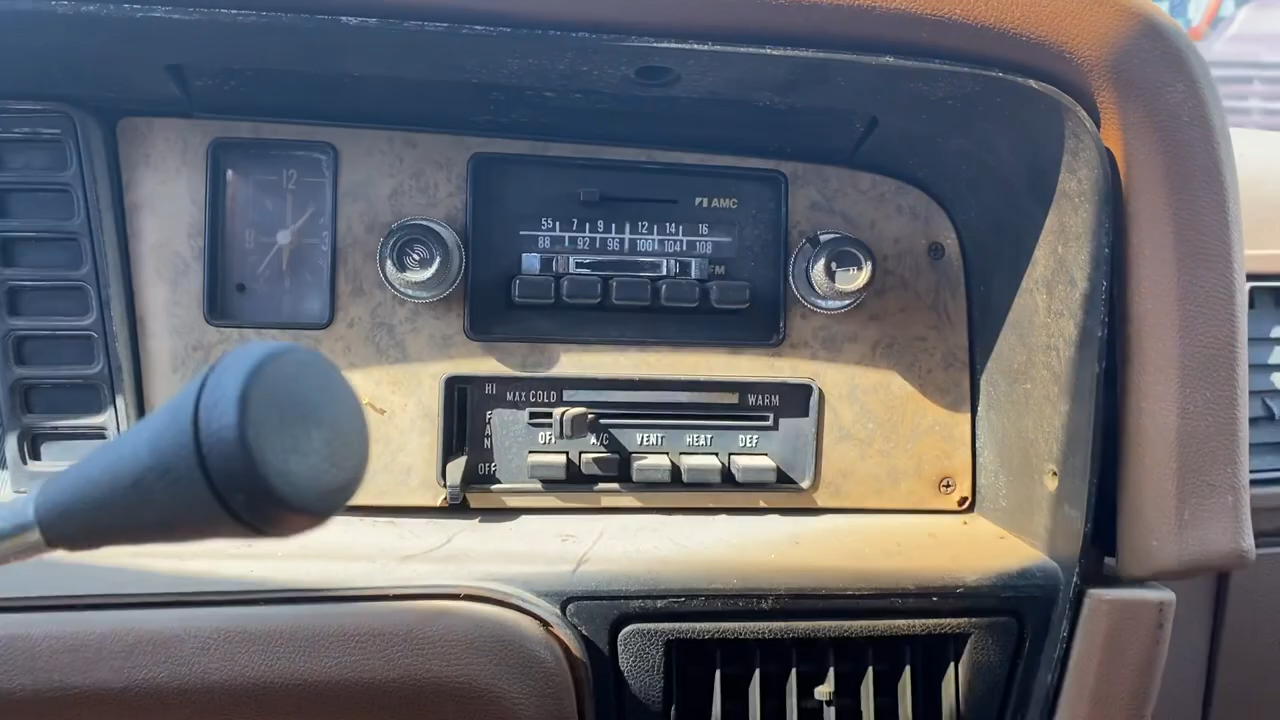 12
9 3
AMC
55 7 9 12 14 16
88 92 96 100 104 108
FM
HI
MAX COLD WARM
FAN
OFF A/C VENT HEAT DEF
OFF